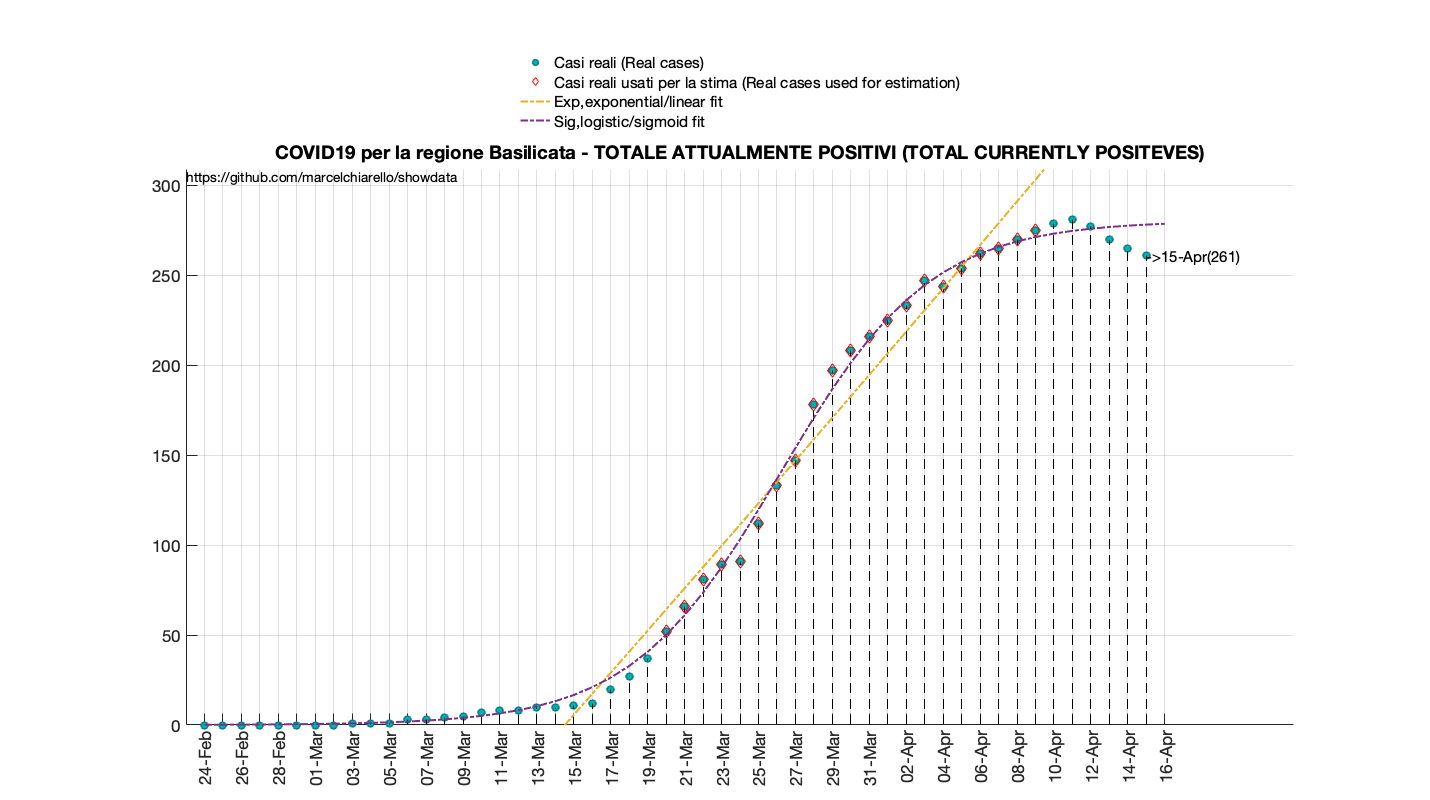 Casi reali (Real cases)
Casi reali usati per la stima (Real cases used for estimation)
Exp,exponential/linear fit
Sig,logistic/sigmoid fit
COVID19 per la regione Basilicata - TOTALE ATTUALMENTE POSITIVI (TOTAL CURRENTLY POSITEVES)
https://github.com/marcelchiarello/showdata
300
250
200
150
100
50
0
->15-Apr(261)
24-Feb
26-Feb
28-Feb
01-Mar
03-Mar
05-Mar
07-Mar
09-Mar
11-Mar
13-Mar
15-Mar
17-Mar
19-Mar
21-Mar
23-Mar
25-Mar
27-Mar
29-Mar
31-Mar
02-Apr
04-Apr
06-Apr
08-Apr
10-Apr
12-Apr
14-Apr
16-Apr